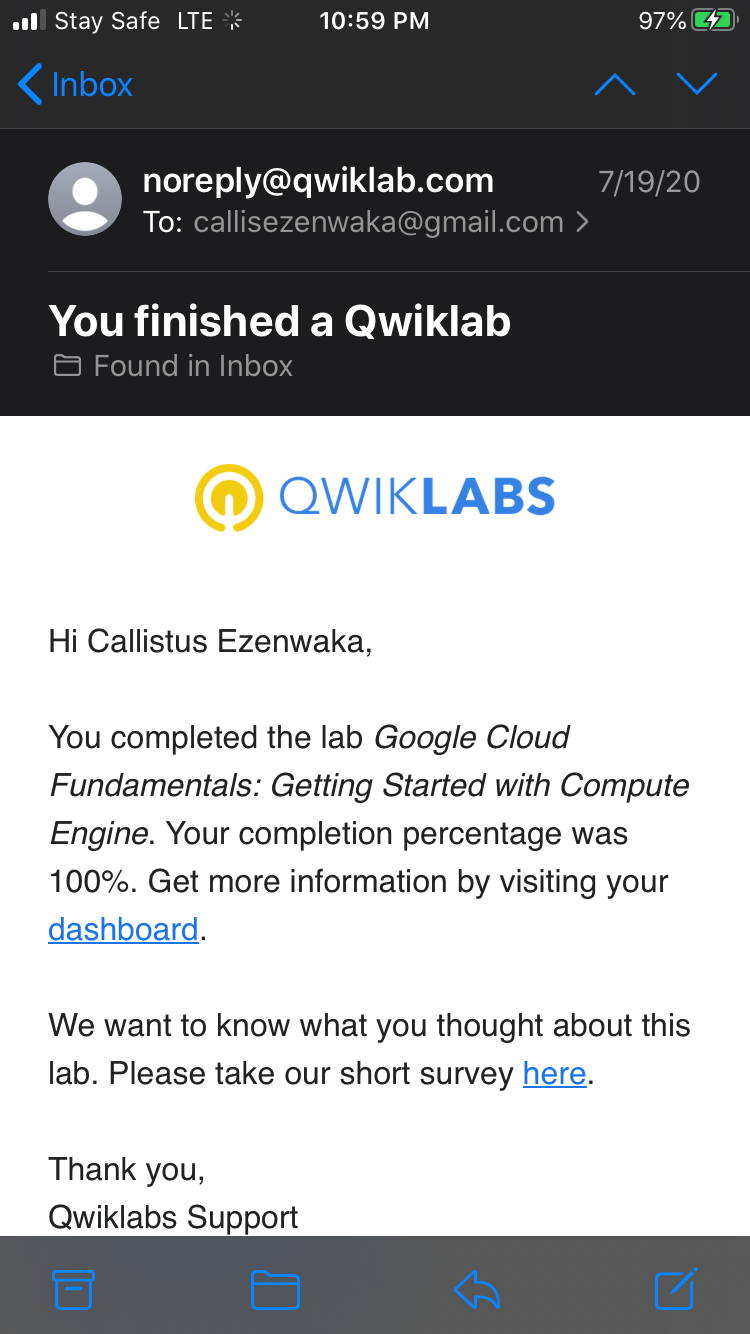 Stay Safe LTE 10:59 PM 97%
Inbox
noreply@qwiklab.com 7/19/20
To: callisezenwaka@gmail.com
You finished a Qwiklab
Found in Inbox
QWIKLABS
Hi Callistus Ezenwaka,
You completed the lab Google Cloud
Fundamentals: Getting Started with Compute
Engine. Your completion percentage was
100%. Get more information by visiting your
dashboard.
We want to know what you thought about this
lab. Please take our short survey here.
Thank you,
Qwiklabs Support